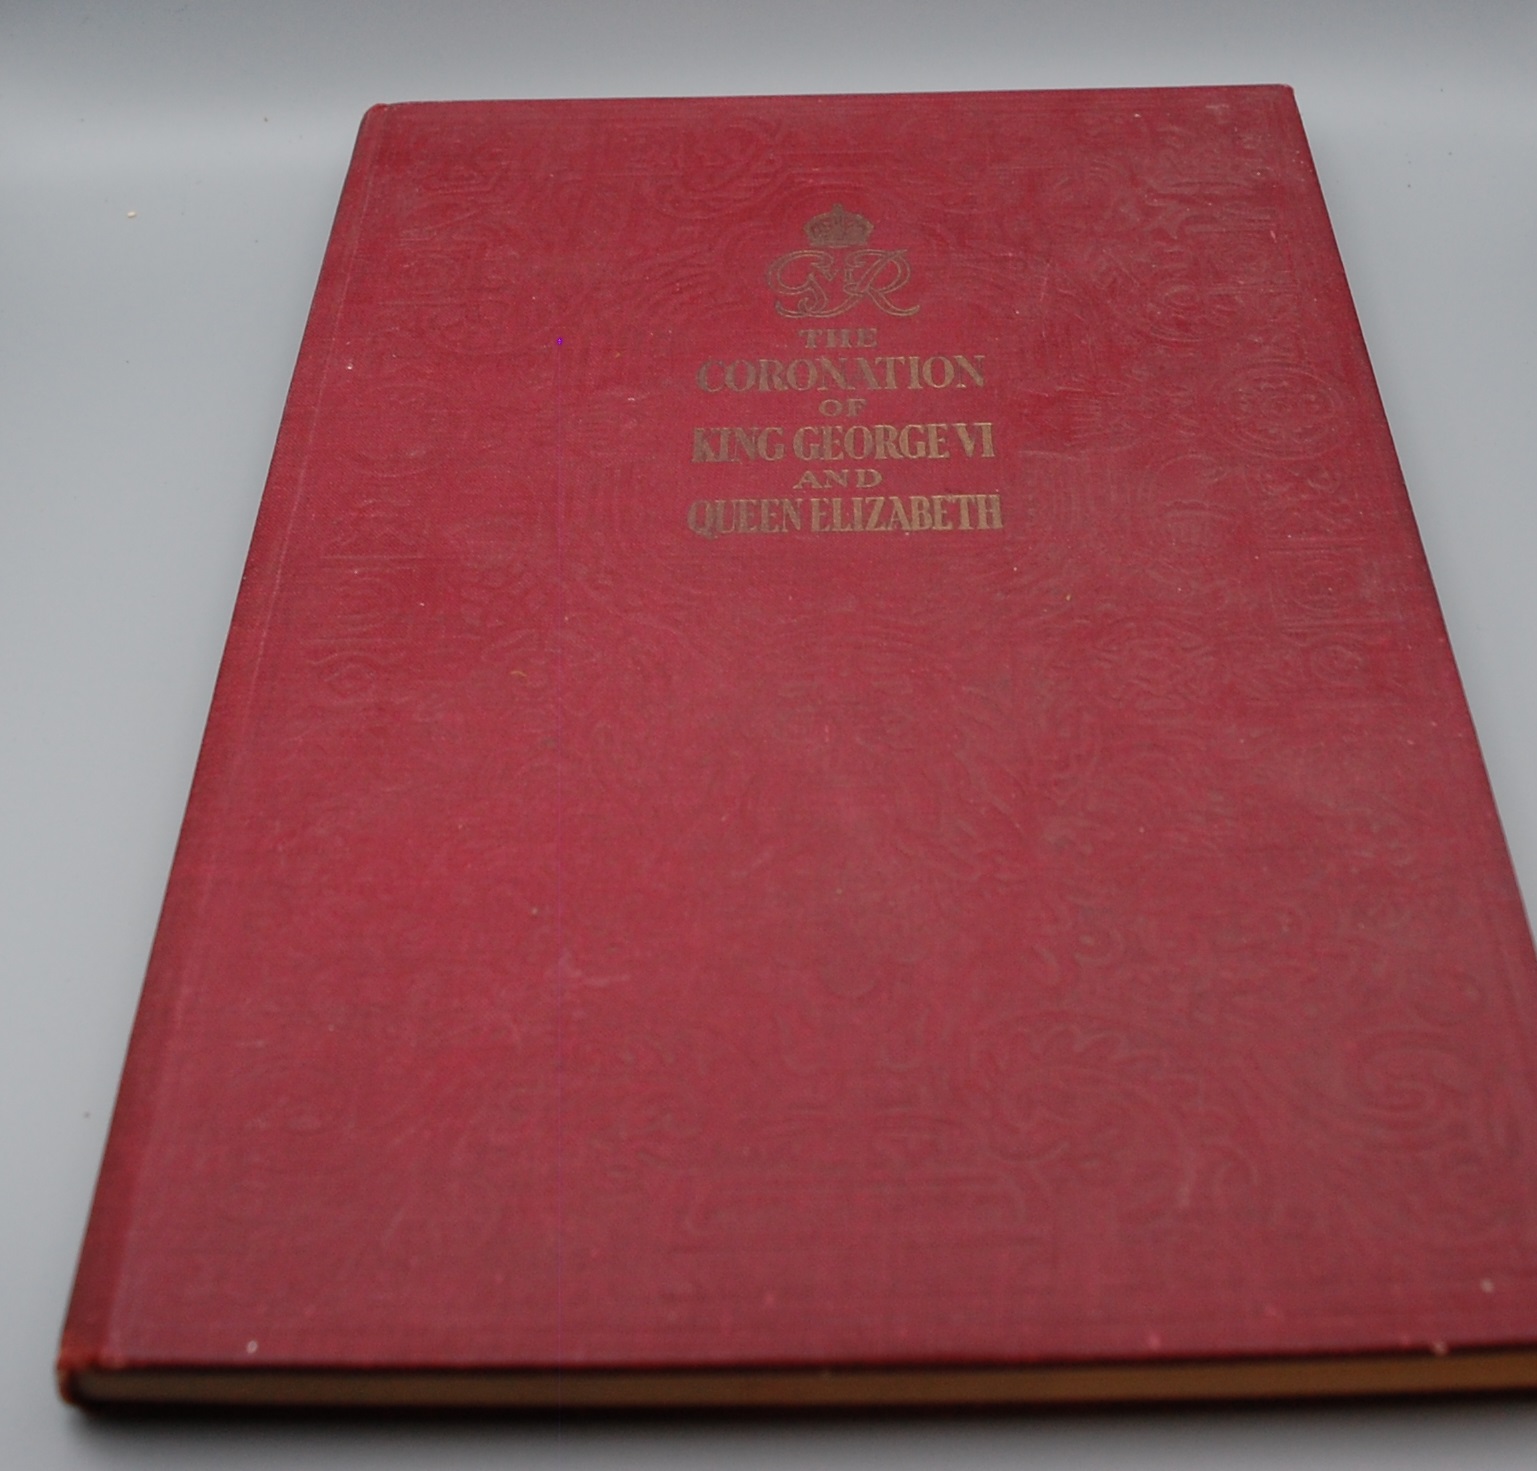 GR
THE
CORONATION
OF
KING GEORGE VI
AND
QUEEN ELIZABETH